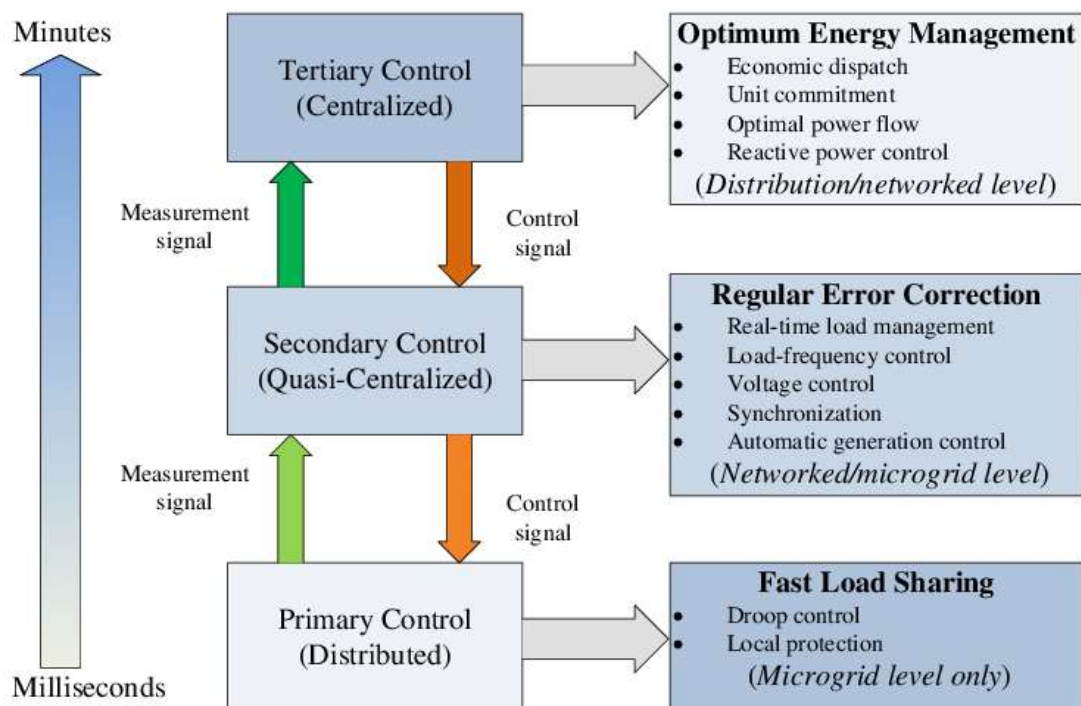 Minutes
Milliseconds
Tertiary Control
(Centralized)
Measurement
signal
Control
signal
Secondary Control
(Quasi-Centralized)
Measurement
signal
Control
signal
Primary Control
(Distributed)
Optimum Energy Management
• Economic dispatch
• Unit commitment
• Optimal power flow
• Reactive power control
(Distribution/networked level)
Regular Error Correction
• Real-time load management
• Load-frequency control
• Voltage control
• Synchronization
• Automatic generation control
(Networked/microgrid level)
Fast Load Sharing
• Droop control
• Local protection
(Microgrid level only)